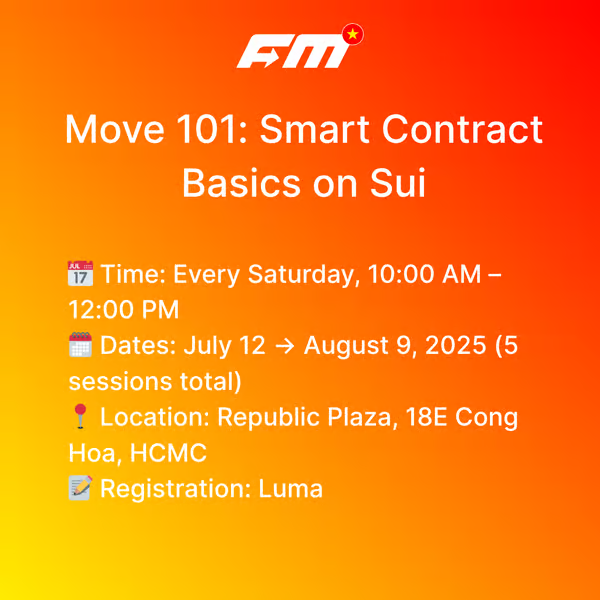 FM
Move 101: Smart Contract
Basics on Sui
📅 Time: Every Saturday, 10:00 AM –
12:00 PM
🗓️ Dates: July 12 → August 9, 2025 (5
sessions total)
📍 Location: Republic Plaza, 18E Cong
Hoa, HCMC
📝 Registration: Luma